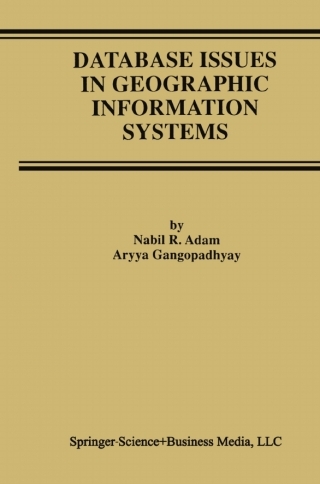 DATABASE ISSUES
IN GEOGRAPHIC
INFORMATION
SYSTEMS
by
Nabil R. Adam
Aryya Gangopadhyay
Springer-Science+Business Media, LLC